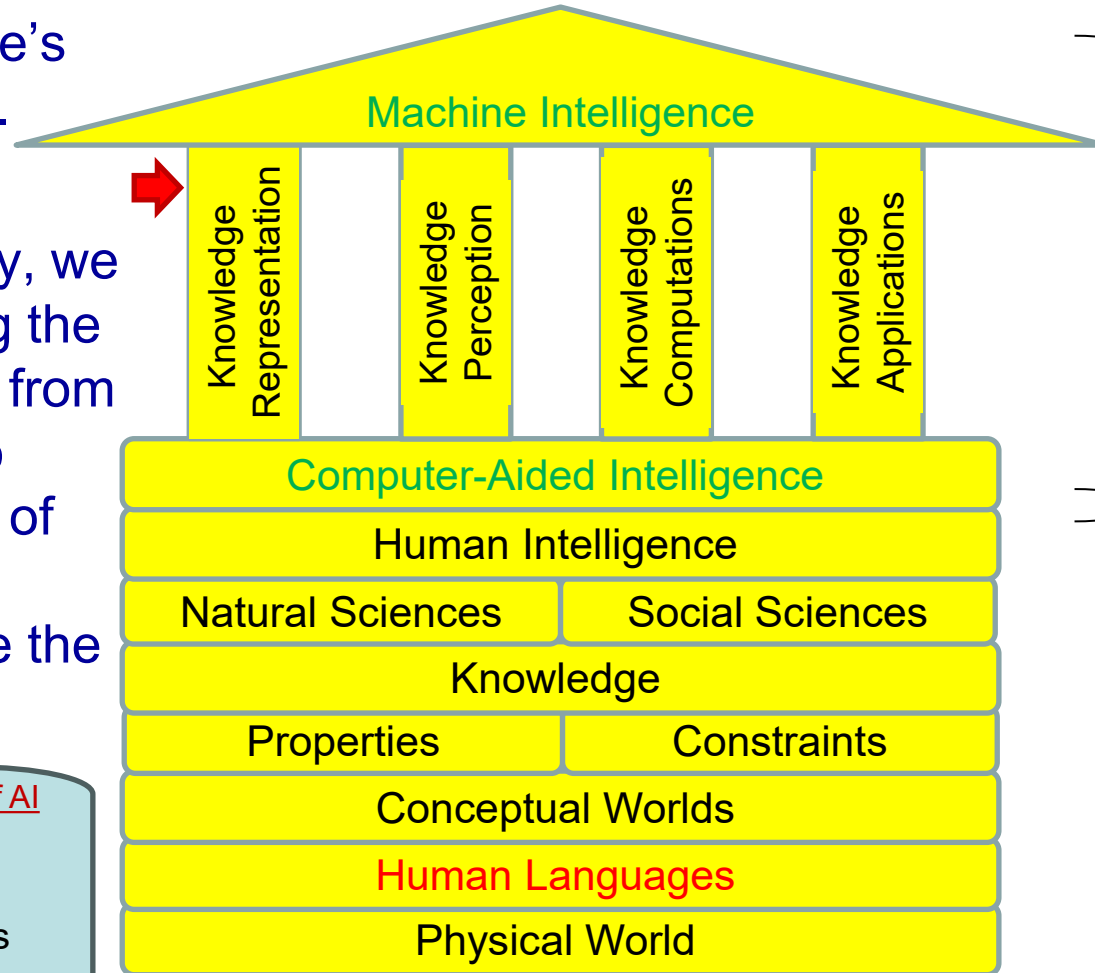 e's
Machine Intelligence
Knowledge
Representation
Knowledge
Perception
Knowledge
Computations
Knowledge
Applications
y, we
g the
from
of
e the
Computer-Aided Intelligence
Human Intelligence
Natural Sciences
Social Sciences
Knowledge
Properties
Constraints
Conceptual Worlds
Human Languages
Physical World
f AI
s